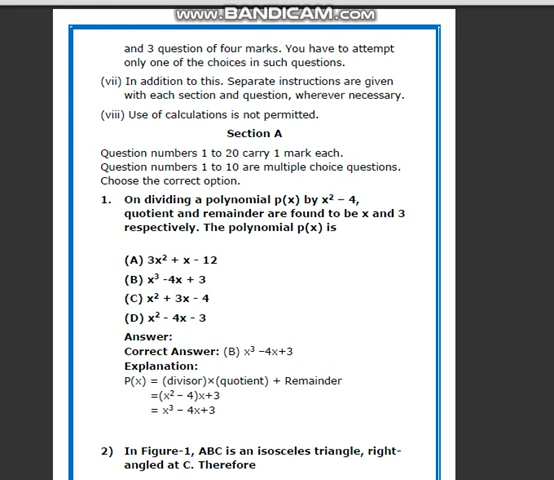 www.BANDICAM.com
and 3 question of four marks. You have to attempt
only one of the choices in such questions.
(vii) In addition to this. Separate instructions are given
with each section and question, wherever necessary.
(viii) Use of calculations is not permitted.
Section A
Question numbers 1 to 20 carry 1 mark each.
Question numbers 1 to 10 are multiple choice questions.
Choose the correct option.
1. On dividing a polynomial p(x) by x² – 4,
quotient and remainder are found to be x and 3
respectively. The polynomial p(x) is
(A) 3x² + x - 12
(B) x³ -4x + 3
(C) x² + 3x - 4
(D) x² - 4x - 3
Answer:
Correct Answer: (B) x³ –4x+3
Explanation:
P(x) = (divisor)×(quotient) + Remainder
=(x² – 4)x+3
= x³ – 4x+3
2) In Figure-1, ABC is an isosceles triangle, right-
angled at C. Therefore